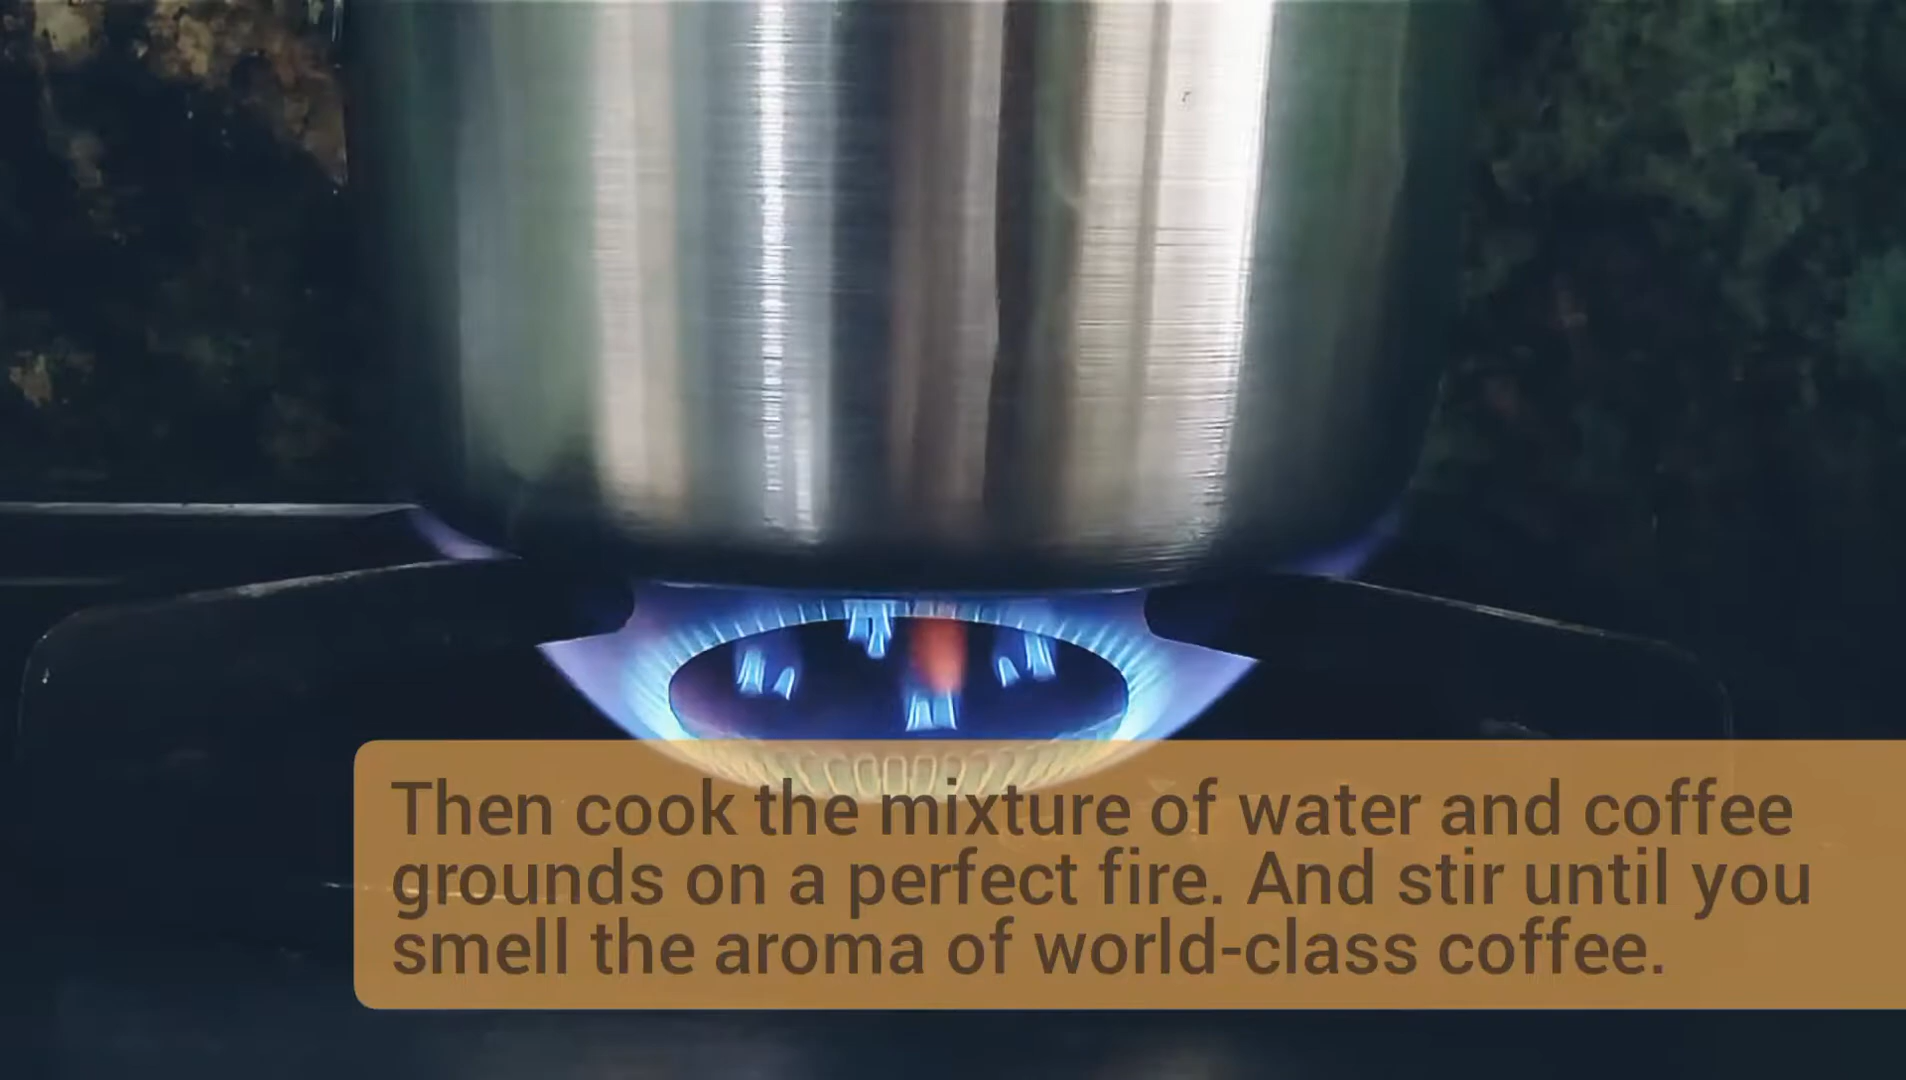 Then cook the mixture of water and coffee
grounds on a perfect fire. And stir until you
smell the aroma of world-class coffee.